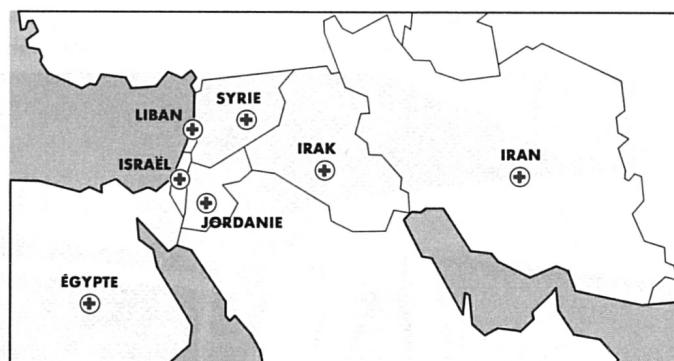 SYRIE
LIBAN
IRAK
IRAN
ISRAËL
JORDANIE
ÉGYPTE